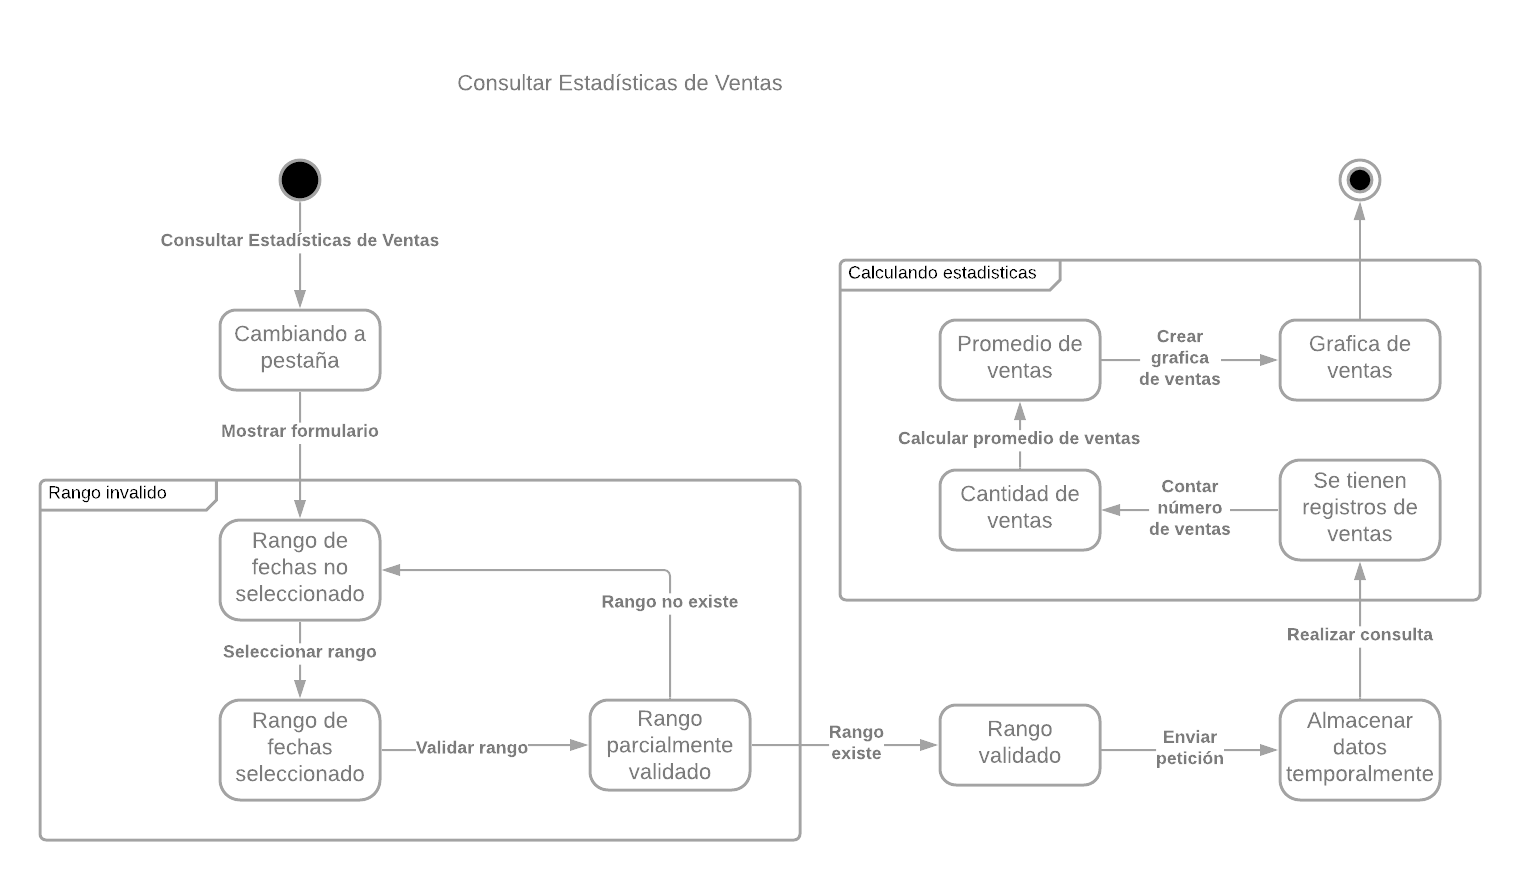 Consultar Estadísticas de Ventas
Consultar Estadísticas de Ventas
Cambiando a
pestaña
Mostrar formulario
Rango invalido
Rango de
fechas no
seleccionado
Rango no existe
Seleccionar rango
Rango de
fechas
seleccionado
Validar rango
Rango
parcialmente
validado
Rango
existe
Rango
validado
Enviar
petición
Almacenar
datos
temporalmente
Realizar consulta
Calculando estadisticas
Se tienen
registros de
ventas
Contar
número
de ventas
Cantidad de
ventas
Calcular promedio de ventas
Promedio de
ventas
Crear
grafica
de ventas
Grafica de
ventas